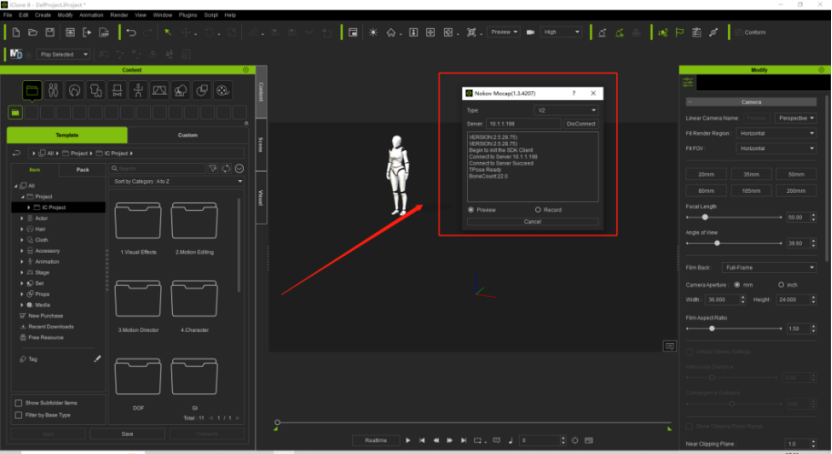 iClone 8 - DefProject.iProject *
File Edit Create Modify Animation Render View Window Plugins Script Help
Preview High Conform
Play Selected
Content
Modify
Template Custom
All Project IC Project
Item Pack
Search
Sort by Category : A to Z
All
Project
IC Project
Actor
Hair
Cloth
Accessory
Animation
Stage
Set
Props
Media
New Purchase
Recent Downloads
Free Resource
Tag
1.Visual Effects 2.Motion Editing
3.Motion Director 4.Character
DOF GI
Show Subfolder Items
Filter by Base Type
Total : 11 1 / 1
Save
Content
Scene
Visual
Nokov Mocap(1.3.4207) ? X
Type: V2
Server: 10.1.1.198 DisConnect
VERSION:(2.5.28.75)
VERSION:(2.5.28.75)
Begin to init the SDK Client
Connect to Server 10.1.1.198
Connect to Server Succeed
TPose Ready
BoneCount:22.0
Preview Record
Cancel
Realtime 0
Camera
Linear Camera Name: Preview Perspective
Fit Render Region : Horizontal
Fit FOV : Horizontal
20mm 35mm 50mm
80mm 105mm 200mm
Focal Length
50.00
Angle of View
39.60
Film Back: Full-Frame
Camera Aperture mm inch
Width: 36.000 Height: 24.000
Film Aspect Ratio
1.50
Near Clipping Plane : 1.0